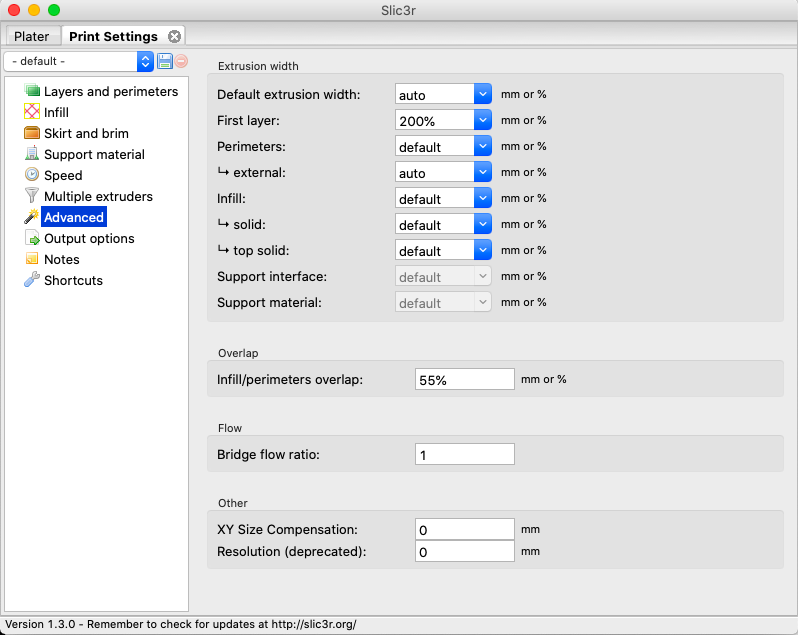 Slic3r
Plater
Print Settings
- default -
Layers and perimeters
Infill
Skirt and brim
Support material
Speed
Multiple extruders
Advanced
Output options
Notes
Shortcuts
Extrusion width
Default extrusion width: auto mm or %
First layer: 200% mm or %
Perimeters: default mm or %
↳ external: auto mm or %
Infill: default mm or %
↳ solid: default mm or %
↳ top solid: default mm or %
Support interface: default mm or %
Support material: default mm or %
Overlap
Infill/perimeters overlap: 55% mm or %
Flow
Bridge flow ratio: 1
Other
XY Size Compensation: 0 mm
Resolution (deprecated): 0 mm
Version 1.3.0 - Remember to check for updates at http://slic3r.org/